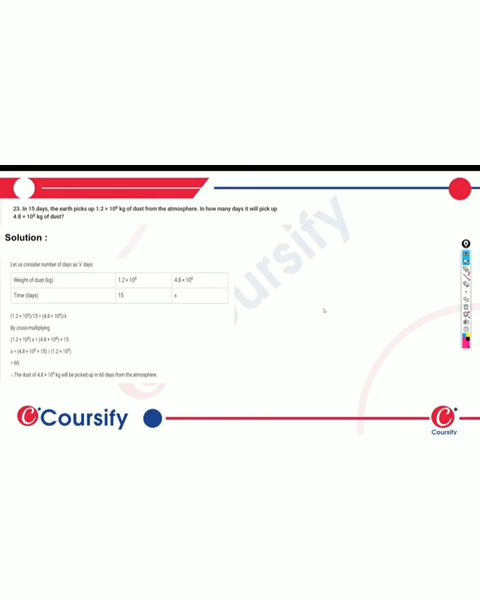 23. In 15 days, the earth picks up 1.2 × 10⁸ kg of dust from the atmosphere. In how many days it will pick up
4.8 × 10⁸ kg of dust?
Solution :
Let us consider number of days as 'x' days
Weight of dust (kg) 1.2 × 10⁸ 4.8 × 10⁸
Time (days) 15 x
(1.2 × 10⁸)/15 = (4.8 × 10⁸)/x
By cross-multiplying
(1.2 × 10⁸) x = (4.8 × 10⁸) × 15
x = (4.8 × 10⁸ × 15) / (1.2 × 10⁸)
= 60
∴ The dust of 4.8 × 10⁸ kg will be picked up in 60 days from the atmosphere.
Coursify
Coursify